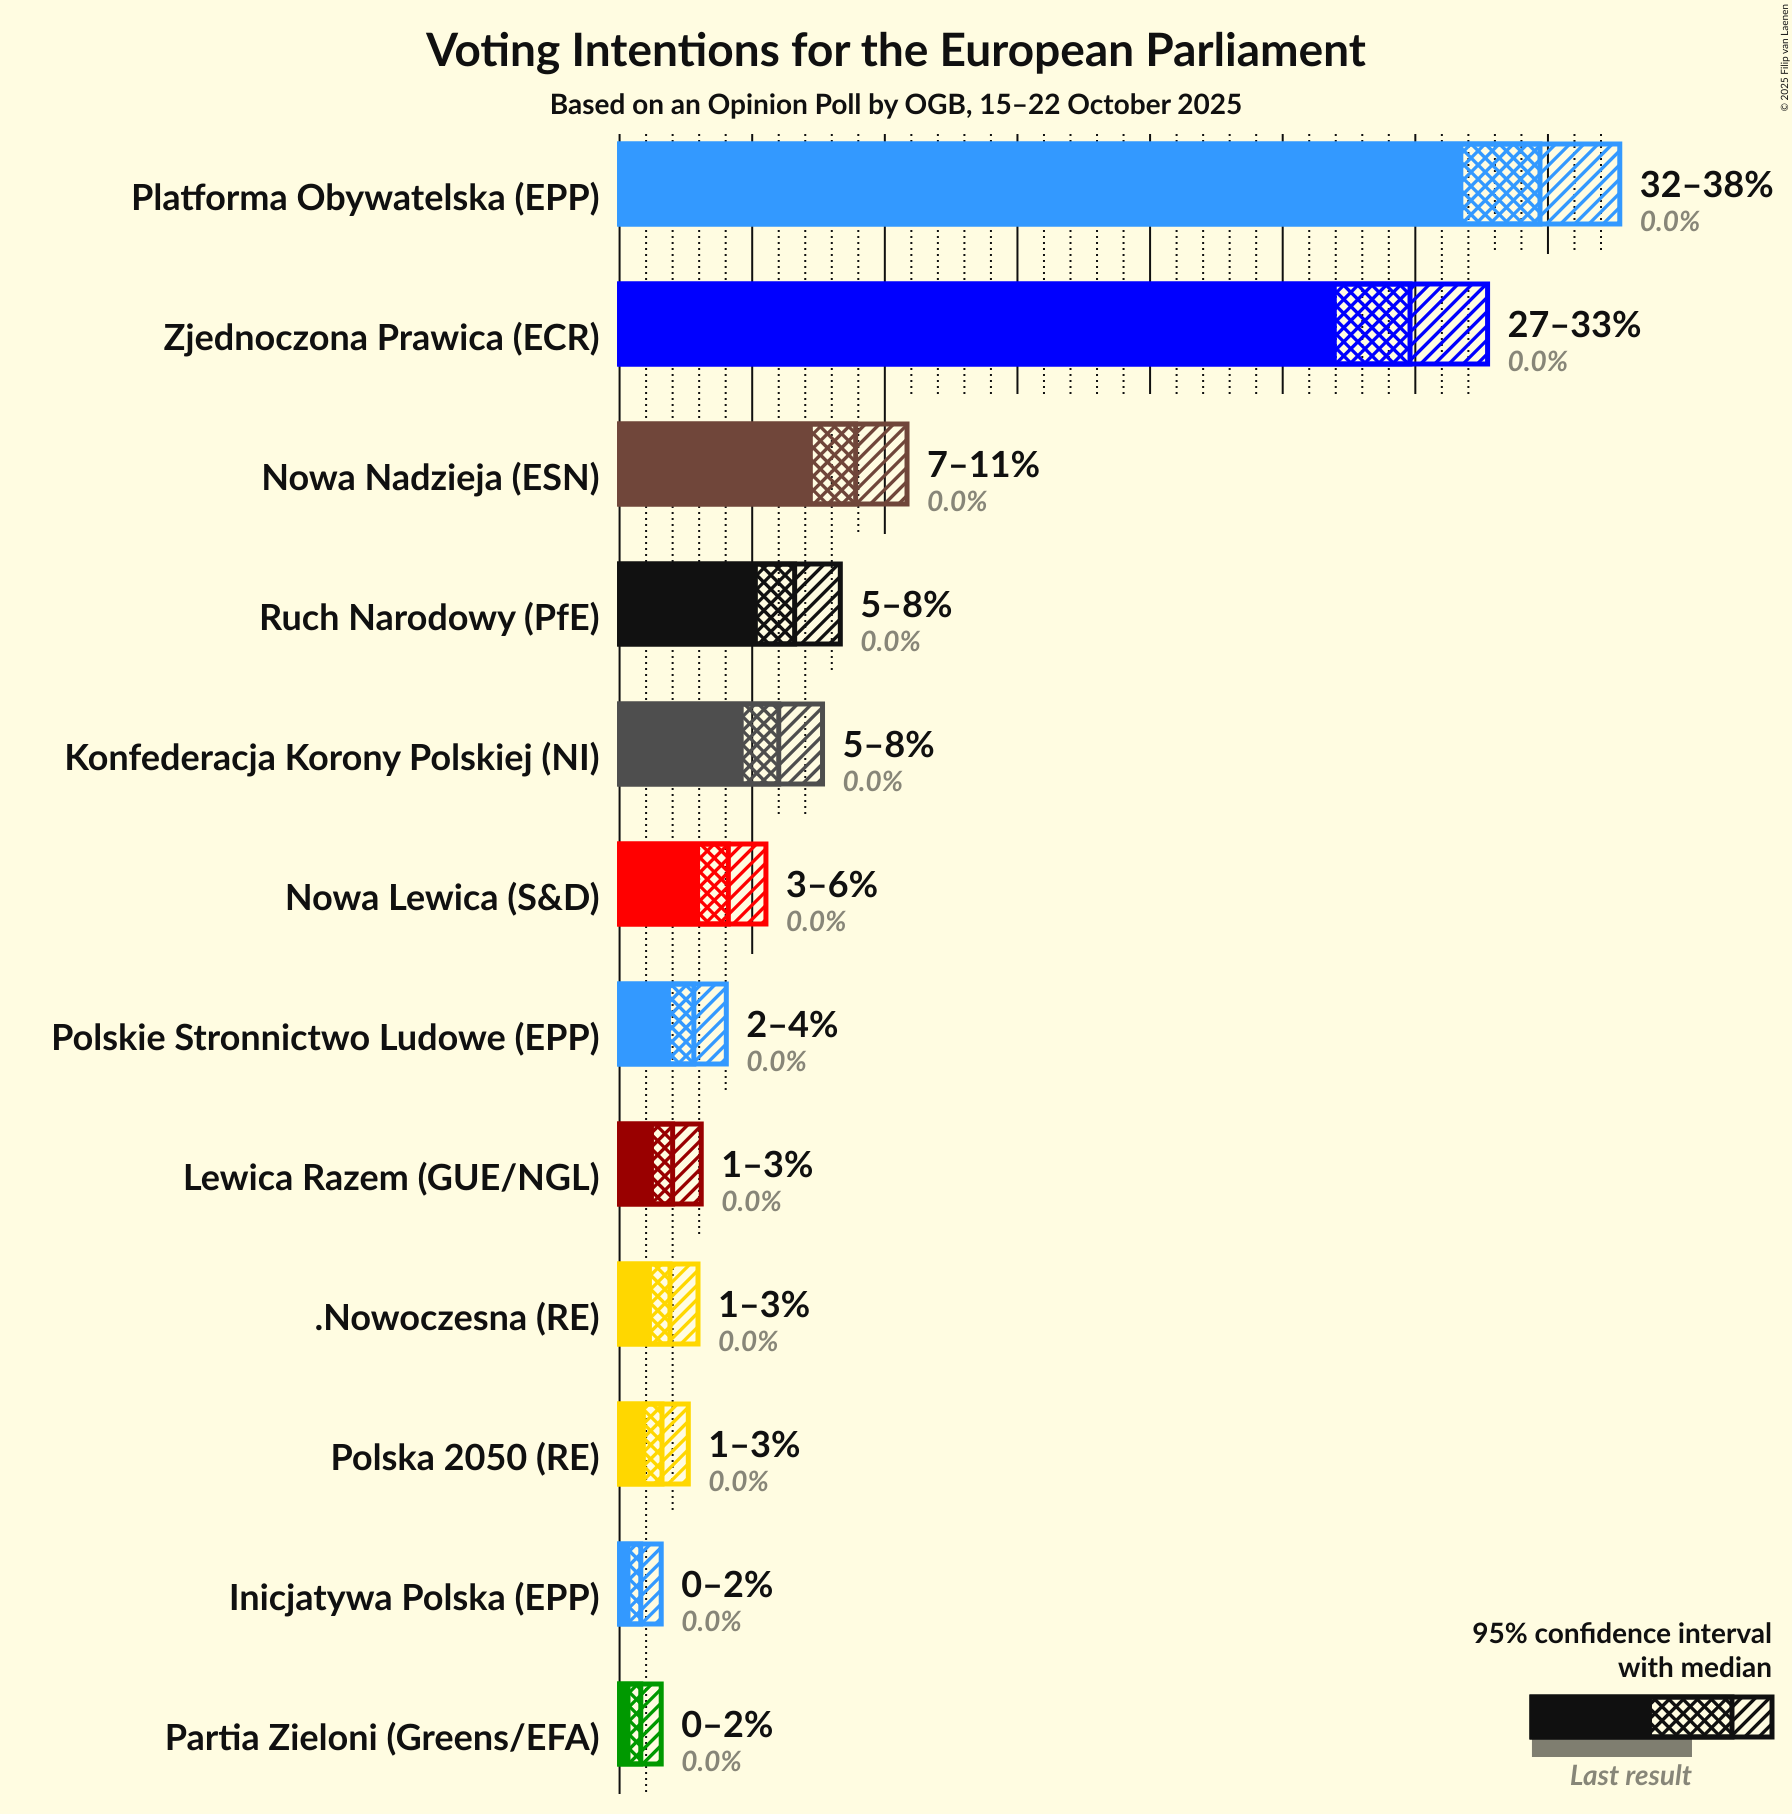 Voting Intentions for the European Parliament
Based on an Opinion Poll by OGB, 15–22 October 2025
© 2025 Filip van Laenen
Platforma Obywatelska (EPP)
32–38%
0.0%
Zjednoczona Prawica (ECR)
27–33%
0.0%
Nowa Nadzieja (ESN)
7–11%
0.0%
Ruch Narodowy (PfE)
5–8%
0.0%
Konfederacja Korony Polskiej (NI)
5–8%
0.0%
Nowa Lewica (S&D)
3–6%
0.0%
Polskie Stronnictwo Ludowe (EPP)
2–4%
0.0%
Lewica Razem (GUE/NGL)
1–3%
0.0%
.Nowoczesna (RE)
1–3%
0.0%
Polska 2050 (RE)
1–3%
0.0%
Inicjatywa Polska (EPP)
0–2%
0.0%
Partia Zieloni (Greens/EFA)
0–2%
0.0%
95% confidence interval
with median
Last result